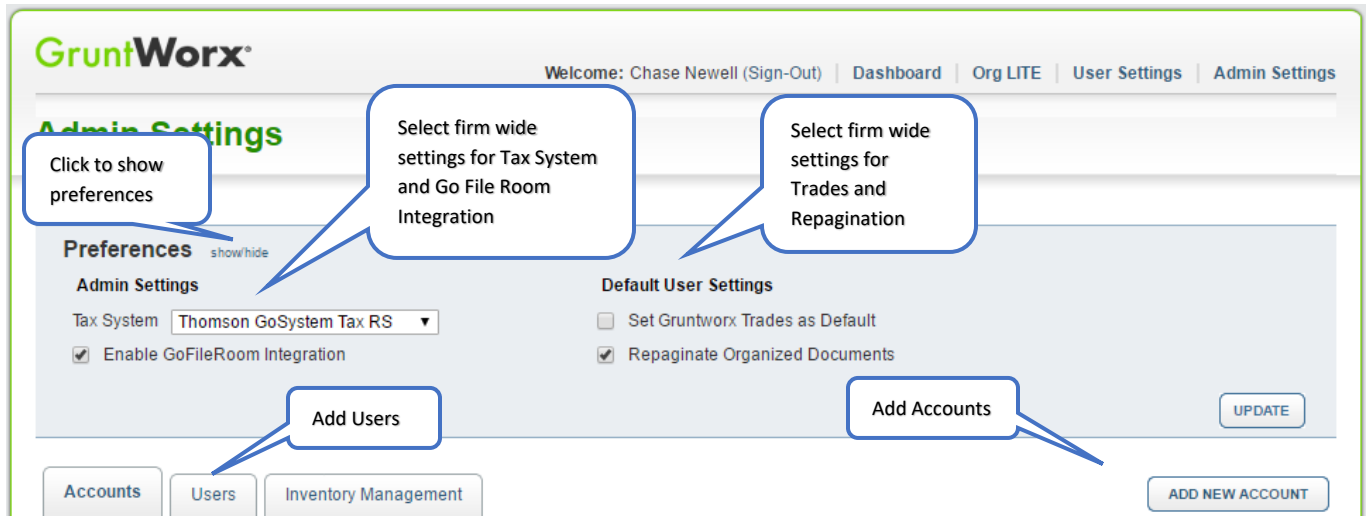 GruntWorx
Welcome: Chase Newell (Sign-Out) | Dashboard | Org LITE | User Settings | Admin Settings
Admin Settings
Click to show
preferences
Select firm wide
settings for Tax System
and Go File Room
Integration
Select firm wide
settings for
Trades and
Repagination
Preferences show/hide
Admin Settings
Default User Settings
Tax System Thomson GoSystem Tax RS
Set Gruntworx Trades as Default
Enable GoFileRoom Integration
Repaginate Organized Documents
Add Users
Add Accounts
UPDATE
Accounts
Users
Inventory Management
ADD NEW ACCOUNT